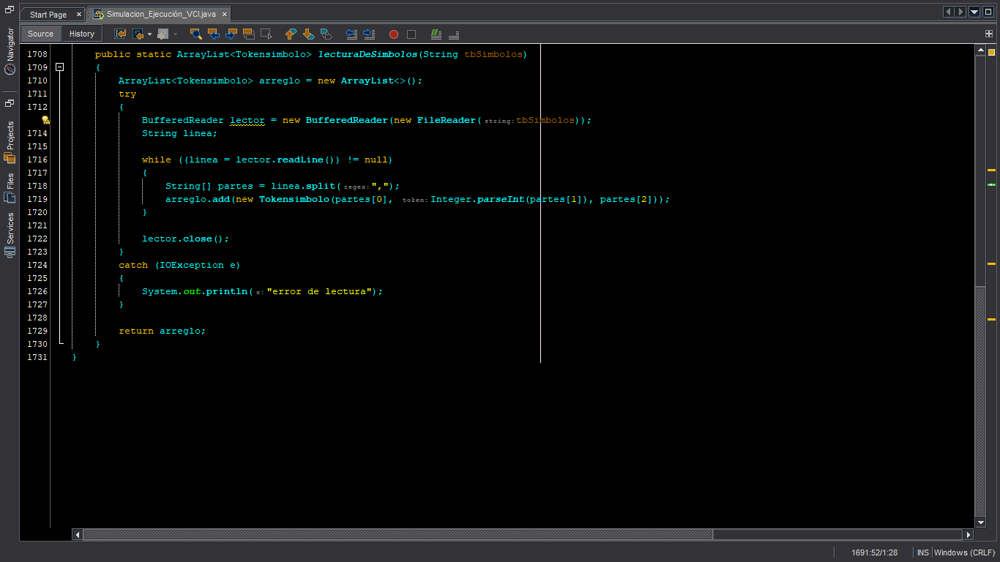 Start Page
Simulacion_Ejecución_VCI.java
Source History
Navigator
Projects
Files
Services
1708 public static ArrayList<Tokensimbolo> lecturaDeSimbolos(String tbSimbolos)
1709 {
1710 ArrayList<Tokensimbolo> arreglo = new ArrayList<>();
1711 try
1712 {
BufferedReader lector = new BufferedReader(new FileReader( string: tbSimbolos));
1714 String linea;
1715
1716 while ((linea = lector.readLine()) != null)
1717 {
1718 String[] partes = linea.split( regex: ",");
1719 arreglo.add(new Tokensimbolo(partes[0], token: Integer.parseInt(partes[1]), partes[2]));
1720 }
1721
1722 lector.close();
1723 }
1724 catch (IOException e)
1725 {
1726 System.out.println( x: "error de lectura");
1727 }
1728
1729 return arreglo;
1730 }
1731 }
1691:52/1:28 INS Windows (CRLF)